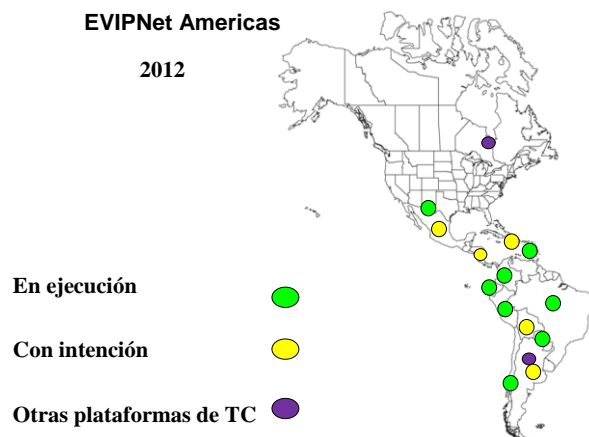 EVIPNet Americas
2012
En ejecución
Con intención
Otras plataformas de TC